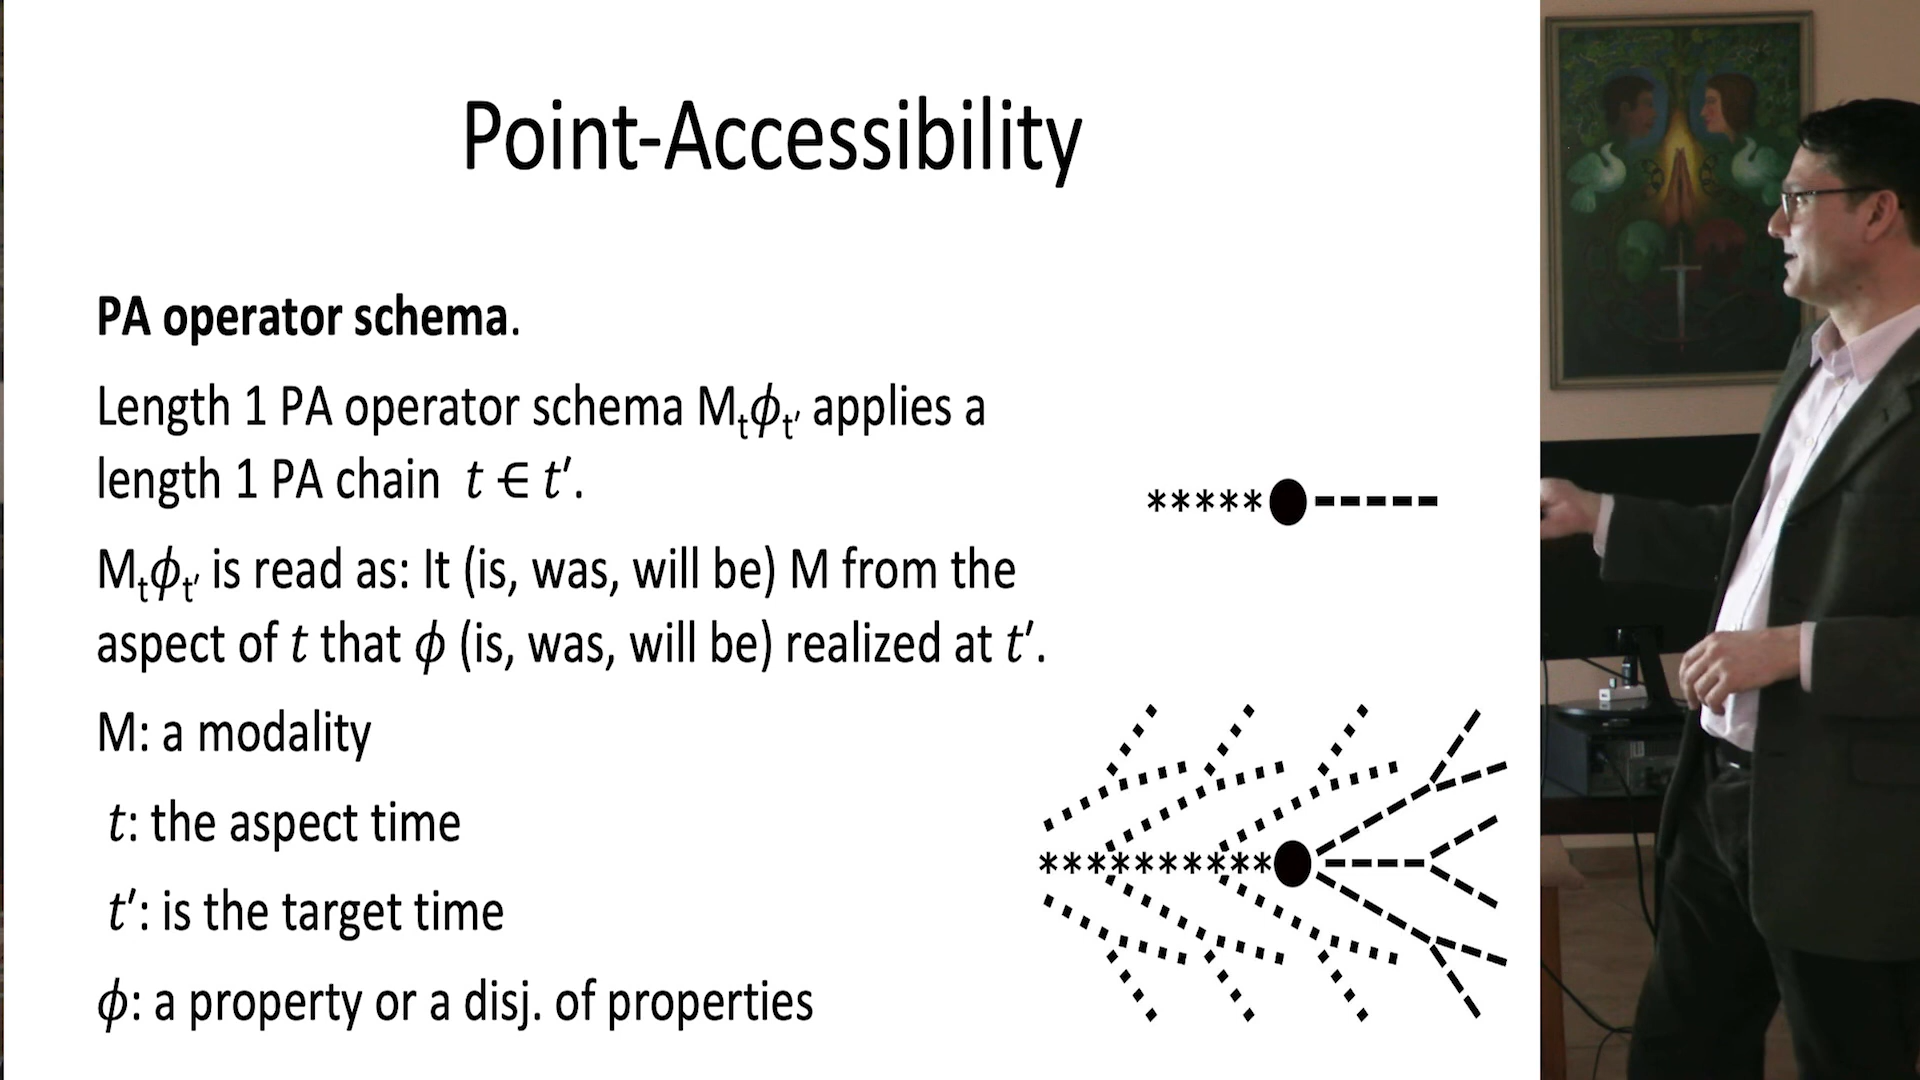 Point-Accessibility
PA operator schema.
Length 1 PA operator schema Mₜϕₜ′ applies a
length 1 PA chain t ∈ t′.
Mₜϕₜ′ is read as: It (is, was, will be) M from the
aspect of t that ϕ (is, was, will be) realized at t′.
M: a modality
t: the aspect time
t′: is the target time
ϕ: a property or a disj. of properties